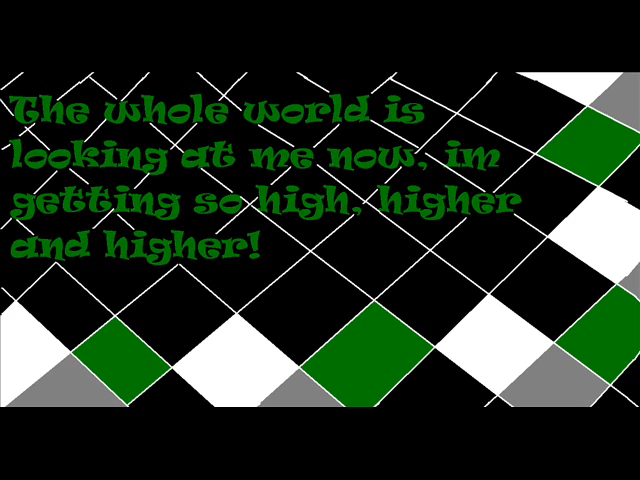 The whole world is
looking at me now, im
getting so high, higher
and higher!